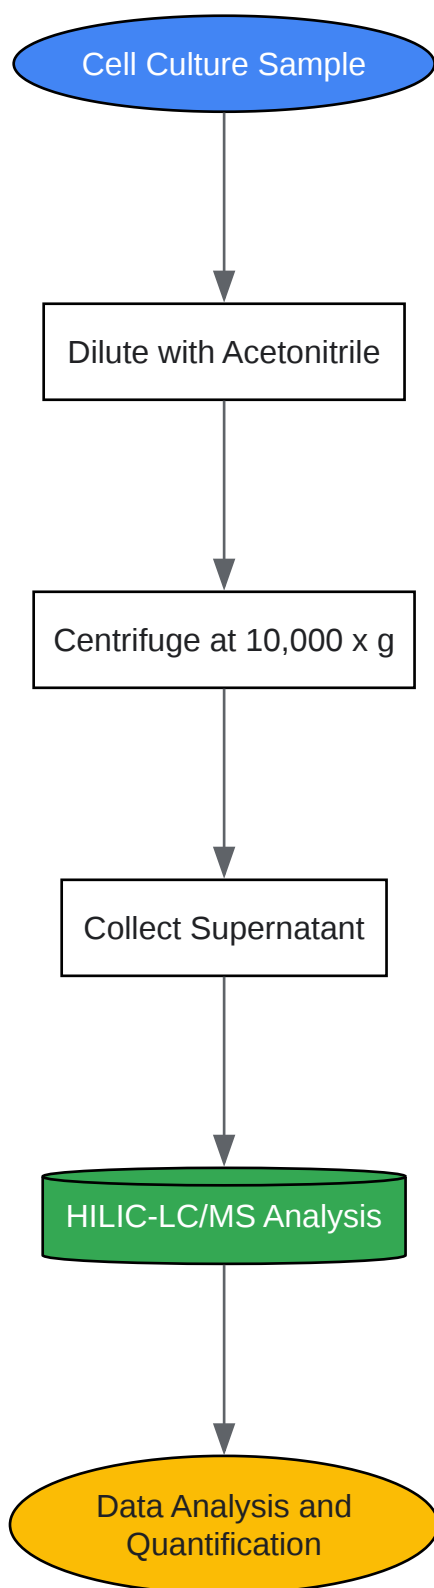 Cell Culture Sample
Dilute with Acetonitrile
Centrifuge at 10,000 x g
Collect Supernatant
HILIC-LC/MS Analysis
Data Analysis and
Quantification